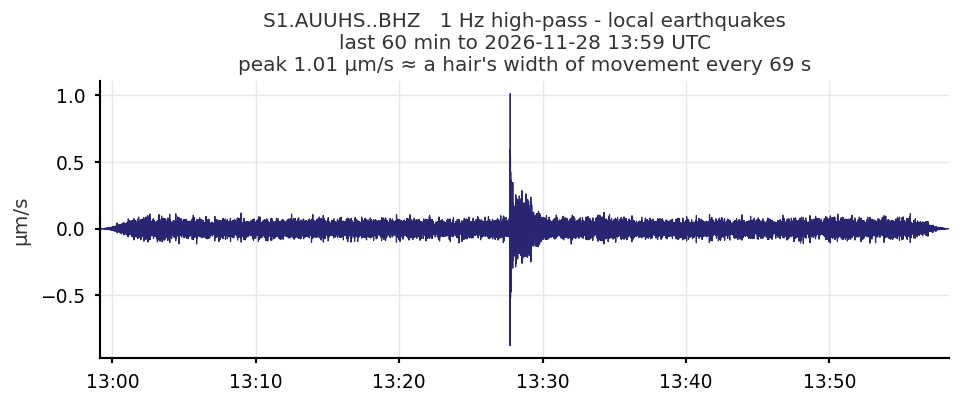 S1.AUUHS..BHZ   1 Hz high-pass - local earthquakes
last 60 min to 2026-11-28 13:59 UTC
peak 1.01 µm/s ≈ a hair's width of movement every 69 s
1.0
0.5
0.0
−0.5
µm/s
13:00 13:10 13:20 13:30 13:40 13:50